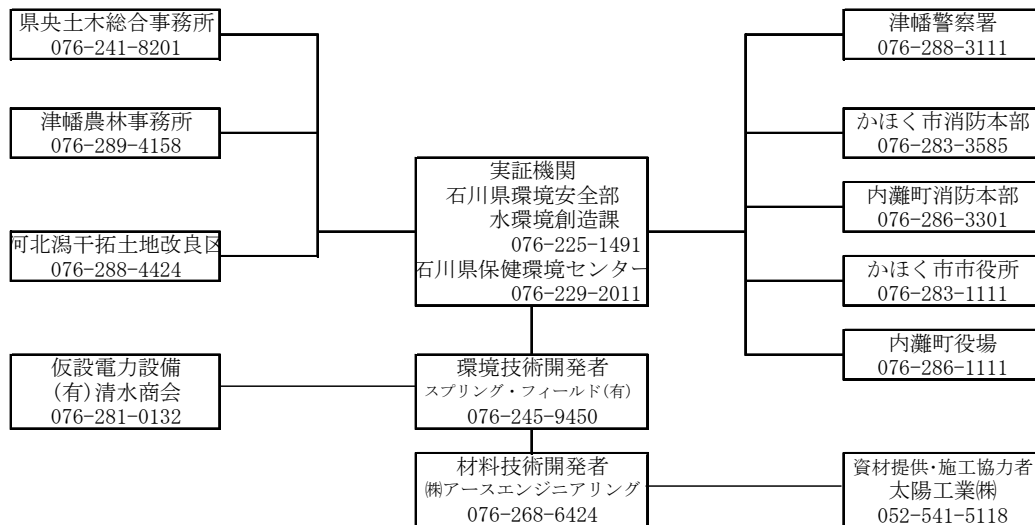 県央土木総合事務所
076-241-8201
津幡農林事務所
076-289-4158
河北潟干拓土地改良区
076-288-4424
仮設電力設備
(有)清水商会
076-281-0132
実証機関
石川県環境安全部
水環境創造課
076-225-1491
石川県保健環境センター
076-229-2011
環境技術開発者
スプリング・フィールド(有)
076-245-9450
材料技術開発者
㈱アースエンジニアリング
076-268-6424
津幡警察署
076-288-3111
かほく市消防本部
076-283-3585
内灘町消防本部
076-286-3301
かほく市市役所
076-283-1111
内灘町役場
076-286-1111
資材提供・施工協力者
太陽工業㈱
052-541-5118